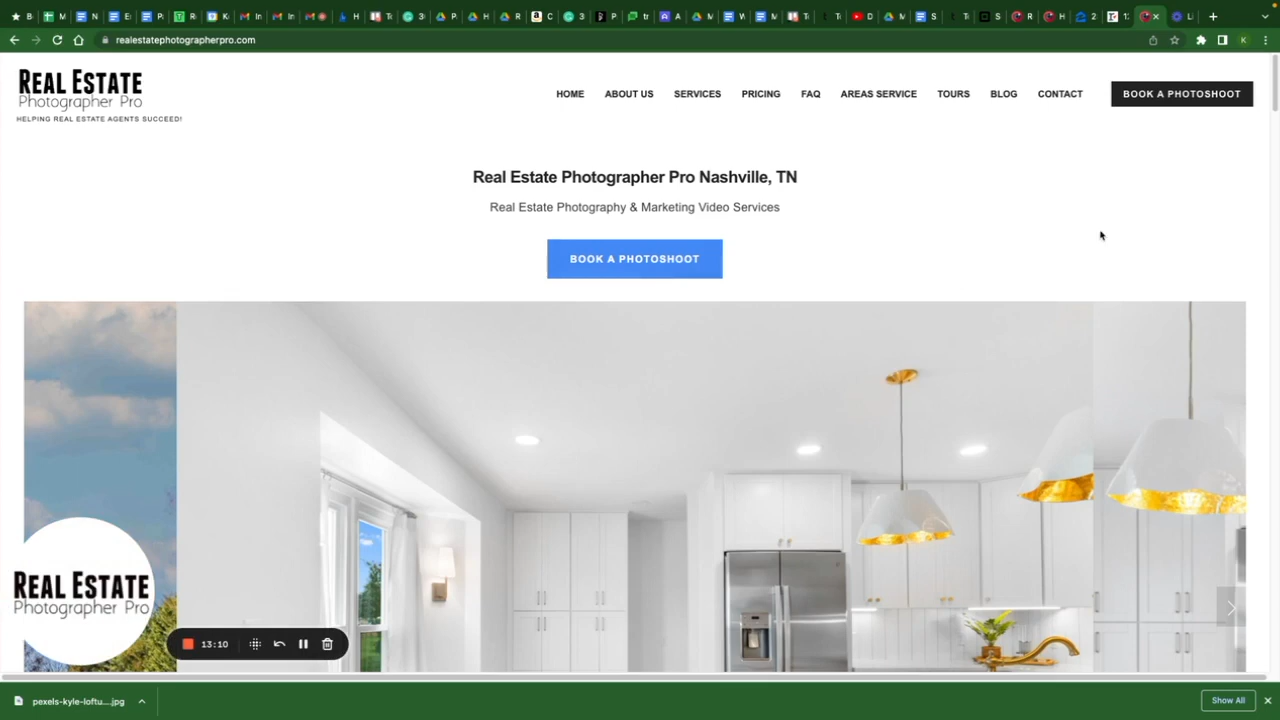 realestatephotographerpro.com
REAL ESTATE
Photographer Pro
HELPING REAL ESTATE AGENTS SUCCEED!
HOME ABOUT US SERVICES PRICING FAQ AREAS SERVICE TOURS BLOG CONTACT BOOK A PHOTOSHOOT
Real Estate Photographer Pro Nashville, TN
Real Estate Photography & Marketing Video Services
BOOK A PHOTOSHOOT
REAL ESTATE
Photographer Pro
13:10
pexels-kyle-loftu....jpg
Show All